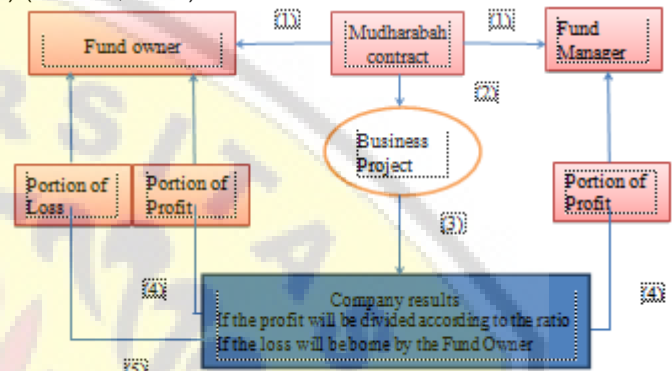 (1)
(1)
Fund owner
Mudharabah
contract
Fund
Manager
(2)
Business
Project
Portion of
Loss
Portion of
Profit
Portion of
Profit
(3)
(4)
(4)
Company results
If the profit will be divided according to the ratio
If the loss will be borne by the Fund Owner
(5)